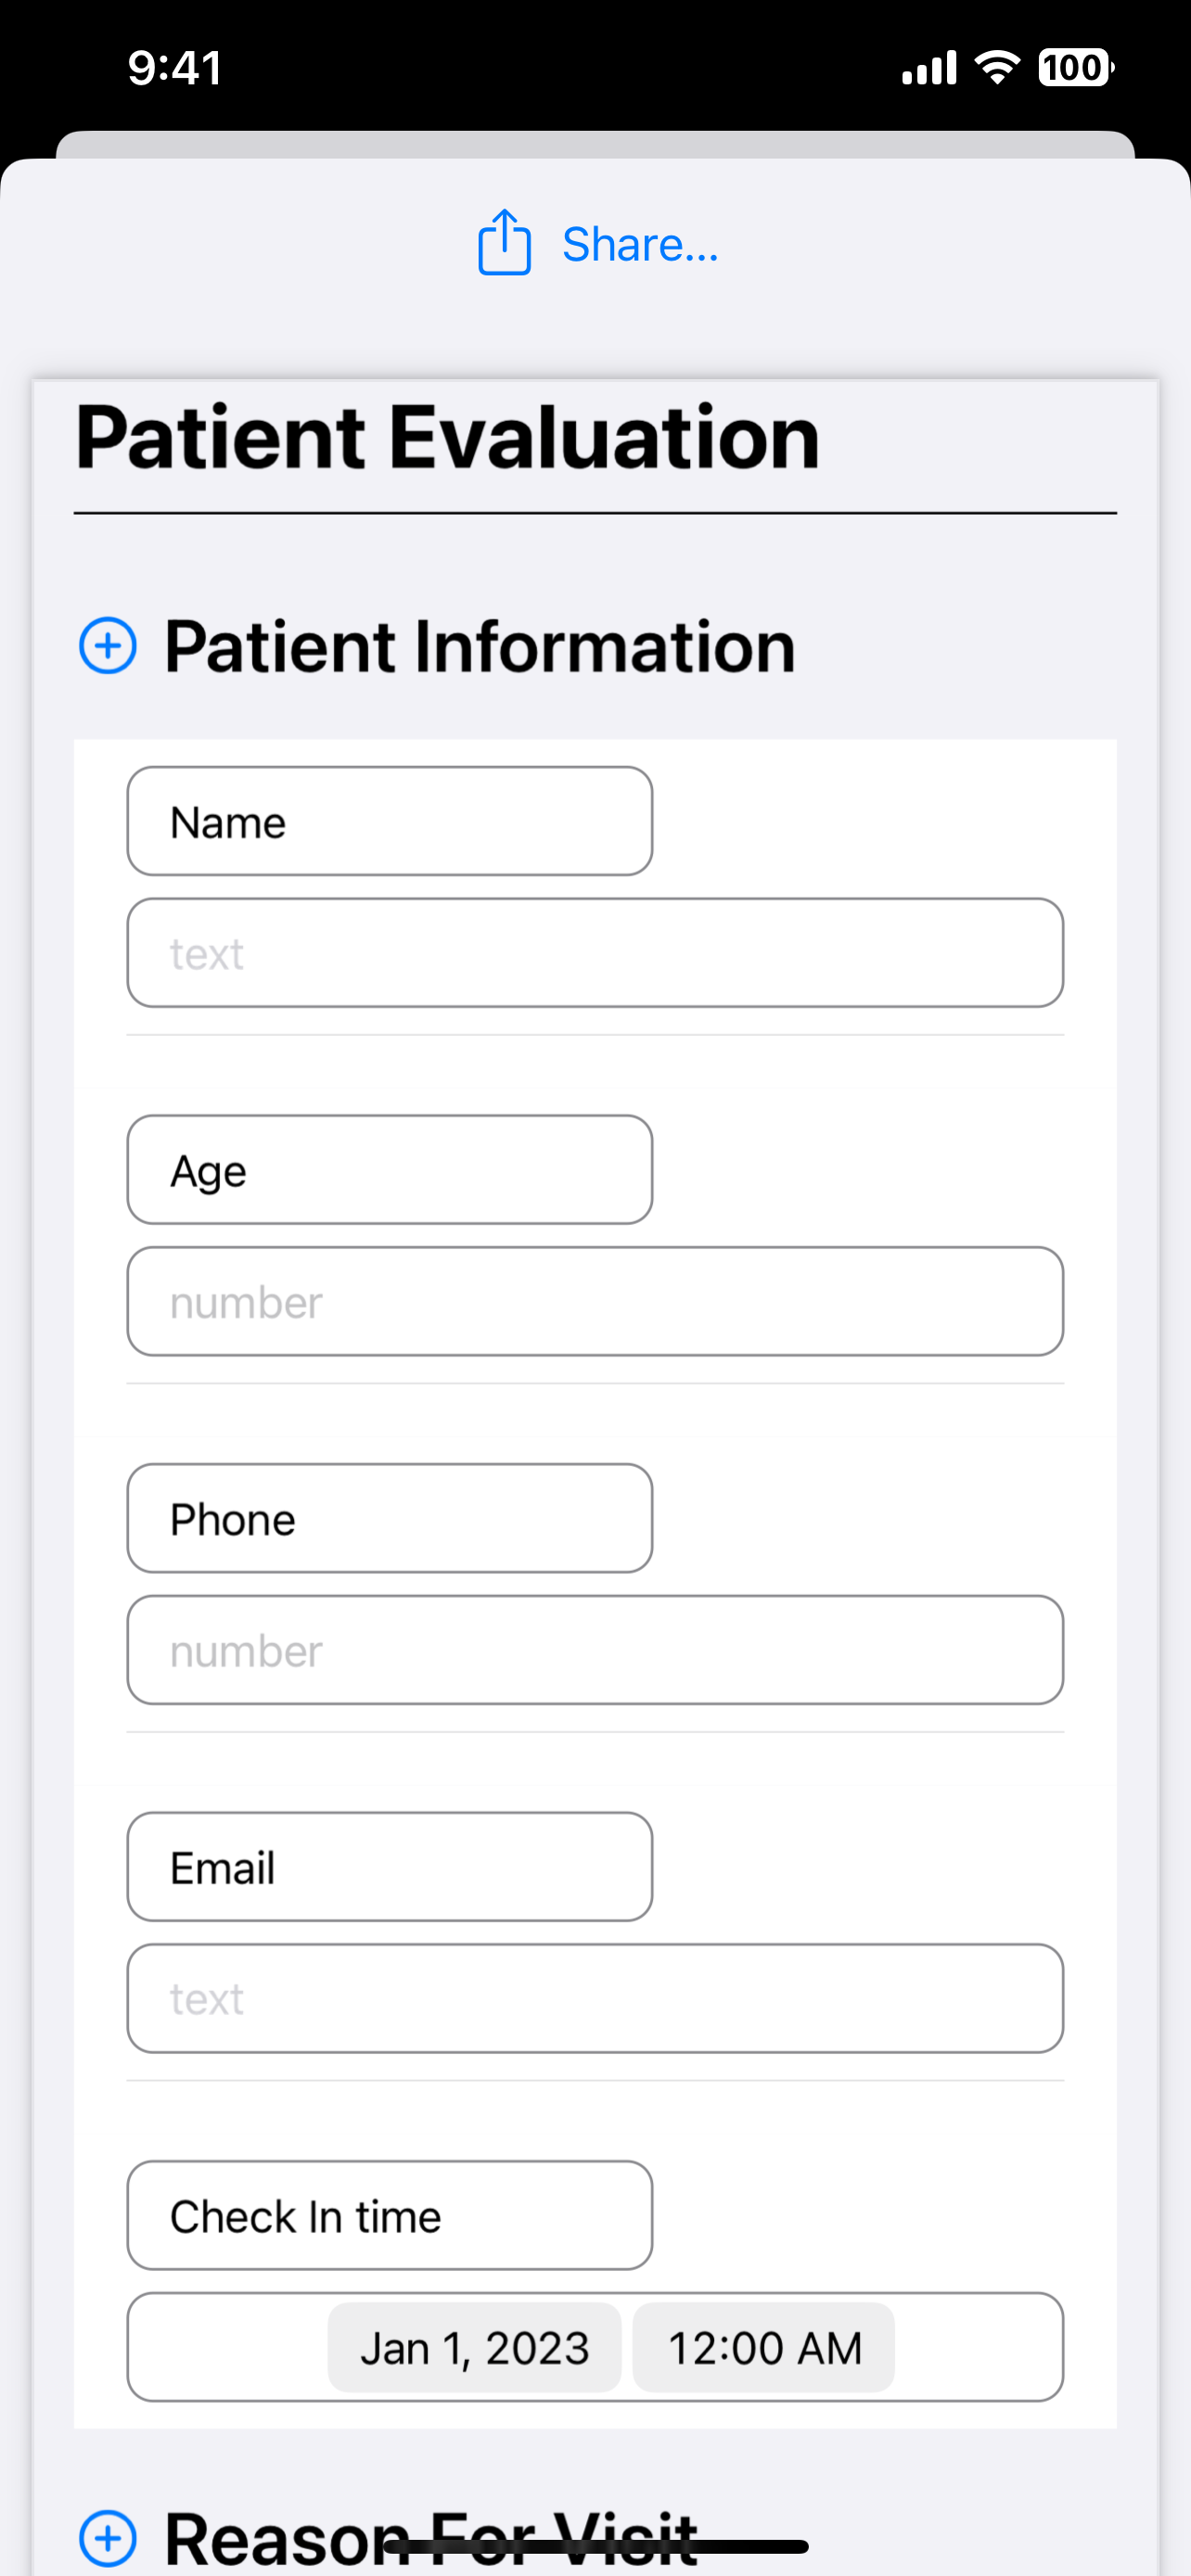 9:41
100
Share...
Patient Evaluation
Patient Information
Name
text
Age
number
Phone
number
Email
text
Check In time
Jan 1, 2023 12:00 AM
Reason For Visit